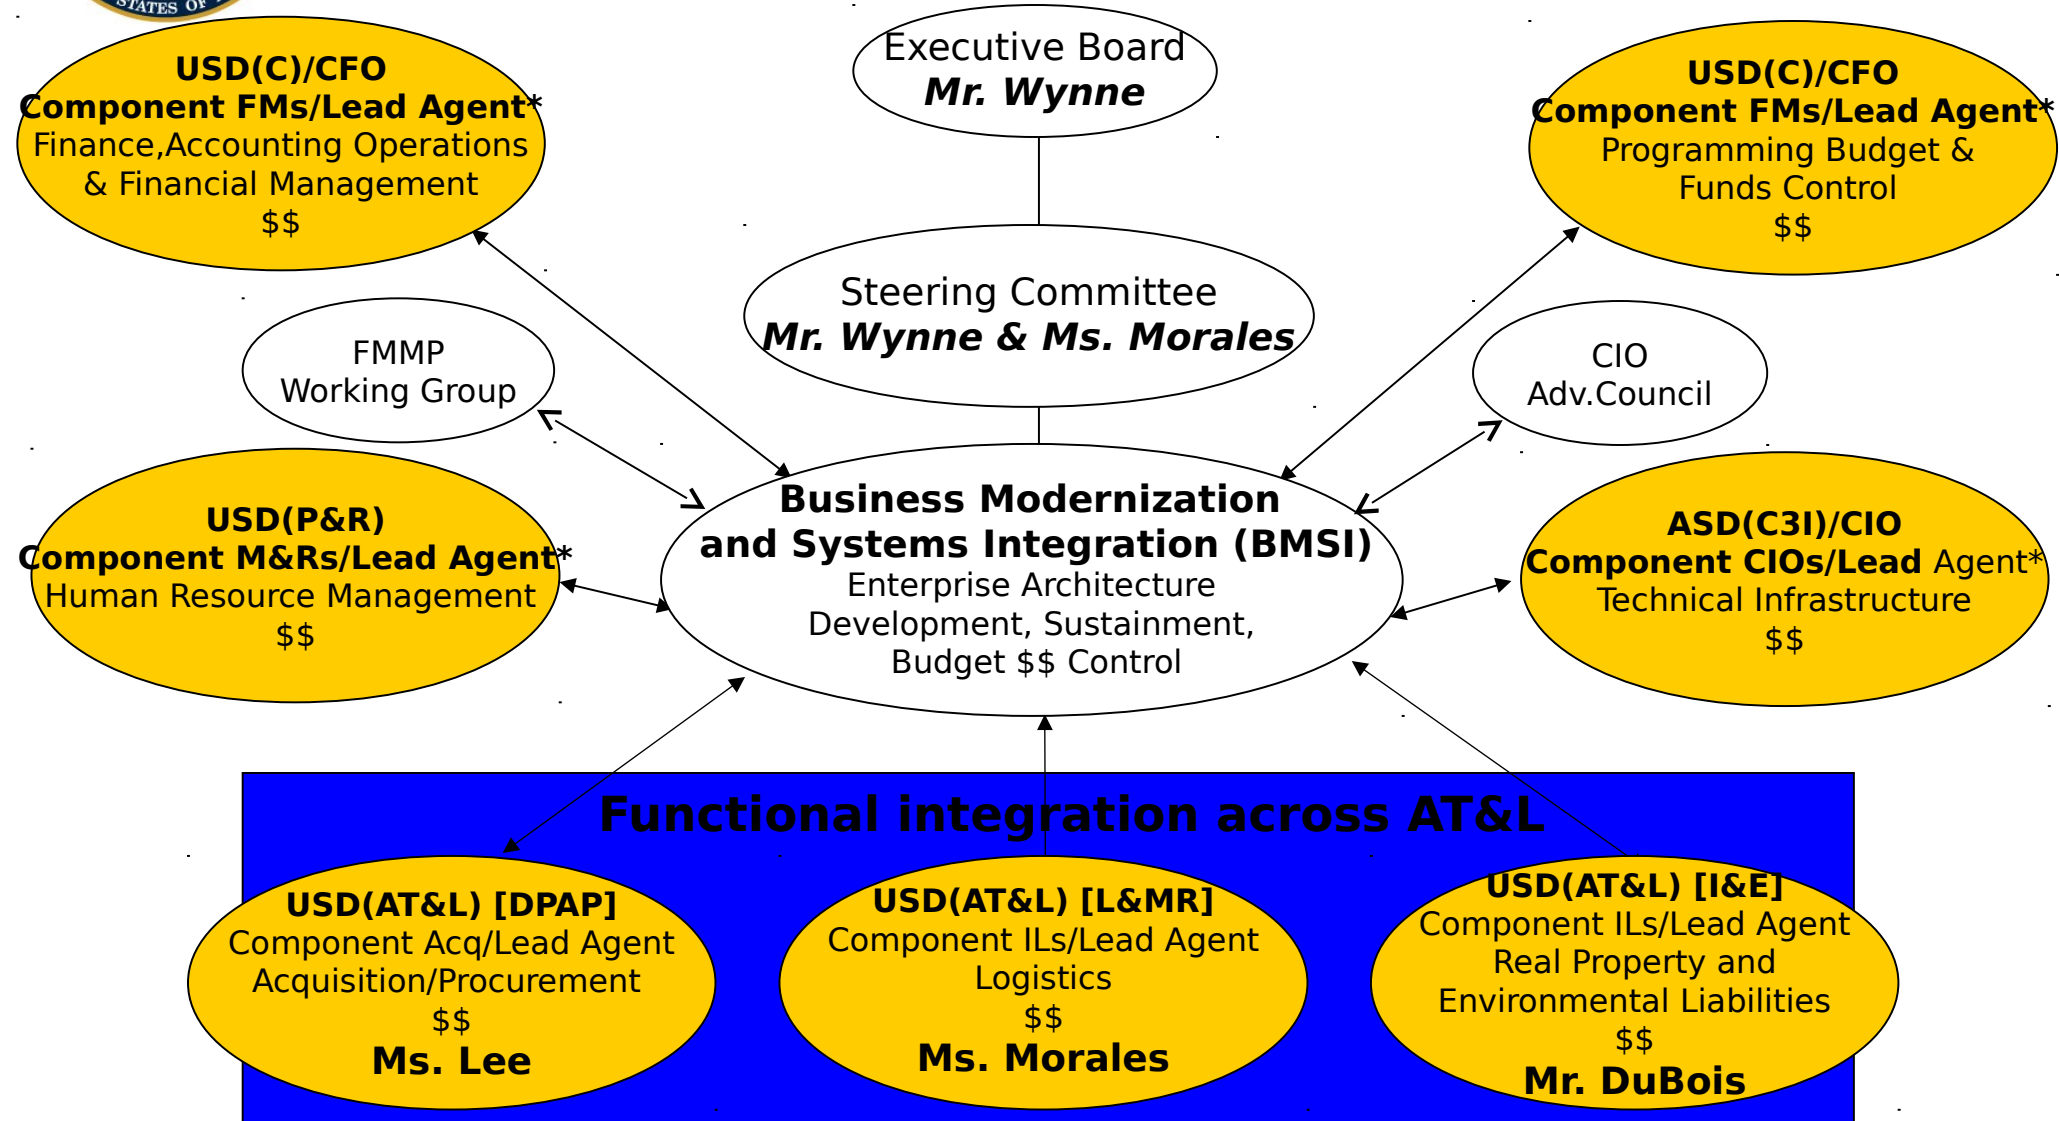 STATES OF
USD(C)/CFO
Component FMs/Lead Agent*
Finance,Accounting Operations
& Financial Management
$$
Executive Board
Mr. Wynne
USD(C)/CFO
Component FMs/Lead Agent*
Programming Budget &
Funds Control
$$
Steering Committee
Mr. Wynne & Ms. Morales
FMMP
Working Group
CIO
Adv.Council
USD(P&R)
Component M&Rs/Lead Agent*
Human Resource Management
$$
Business Modernization
and Systems Integration (BMSI)
Enterprise Architecture
Development, Sustainment,
Budget $$ Control
ASD(C3I)/CIO
Component CIOs/Lead Agent*
Technical Infrastructure
$$
Functional integration across AT&L
USD(AT&L) [DPAP]
Component Acq/Lead Agent
Acquisition/Procurement
$$
Ms. Lee
USD(AT&L) [L&MR]
Component ILs/Lead Agent
Logistics
$$
Ms. Morales
USD(AT&L) [I&E]
Component ILs/Lead Agent
Real Property and
Environmental Liabilities
$$
Mr. DuBois